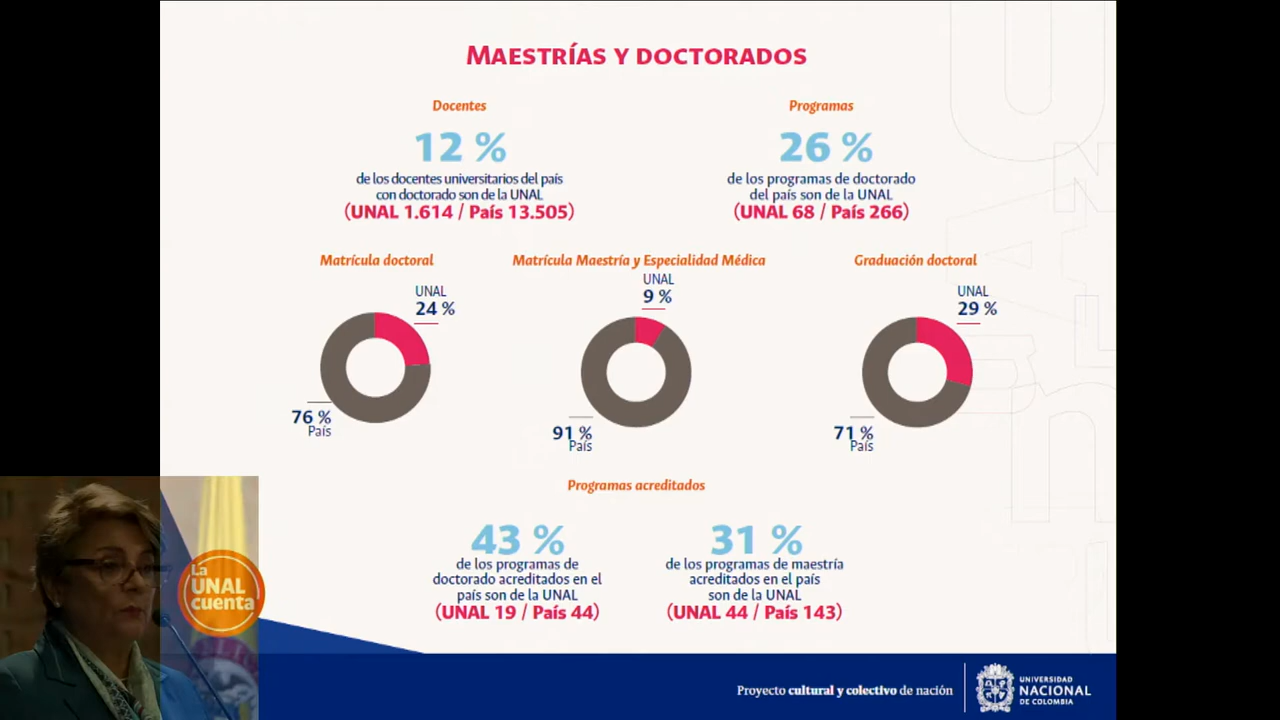 MAESTRÍAS Y DOCTORADOS
Docentes
12 %
de los docentes universitarios del país
con doctorado son de la UNAL
(UNAL 1.614 / País 13.505)
Programas
26 %
de los programas de doctorado
del país son de la UNAL
(UNAL 68 / País 266)
Matrícula doctoral
UNAL
24 %
76 %
País
Matrícula Maestría y Especialidad Médica
UNAL
9 %
91 %
País
Graduación doctoral
UNAL
29 %
71 %
País
Programas acreditados
43 %
de los programas de
doctorado acreditados en el
país son de la UNAL
(UNAL 19 / País 44)
31 %
de los programas de maestría
acreditados en el país
son de la UNAL
(UNAL 44 / País 143)
La
UNAL
cuenta
Proyecto cultural y colectivo de nación
UNIVERSIDAD
NACIONAL
DE COLOMBIA